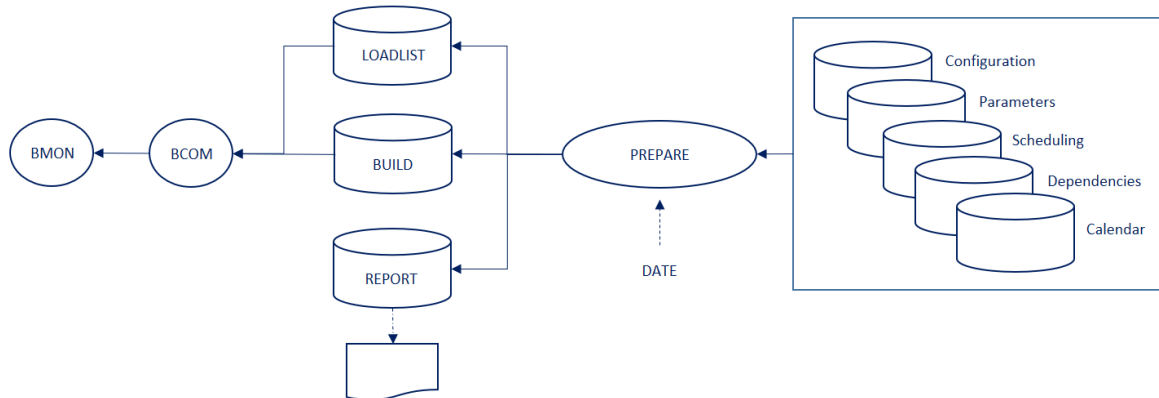 LOADLIST
Configuration
Parameters
Scheduling
BMON
BCOM
BUILD
PREPARE
Dependencies
Calendar
REPORT
DATE